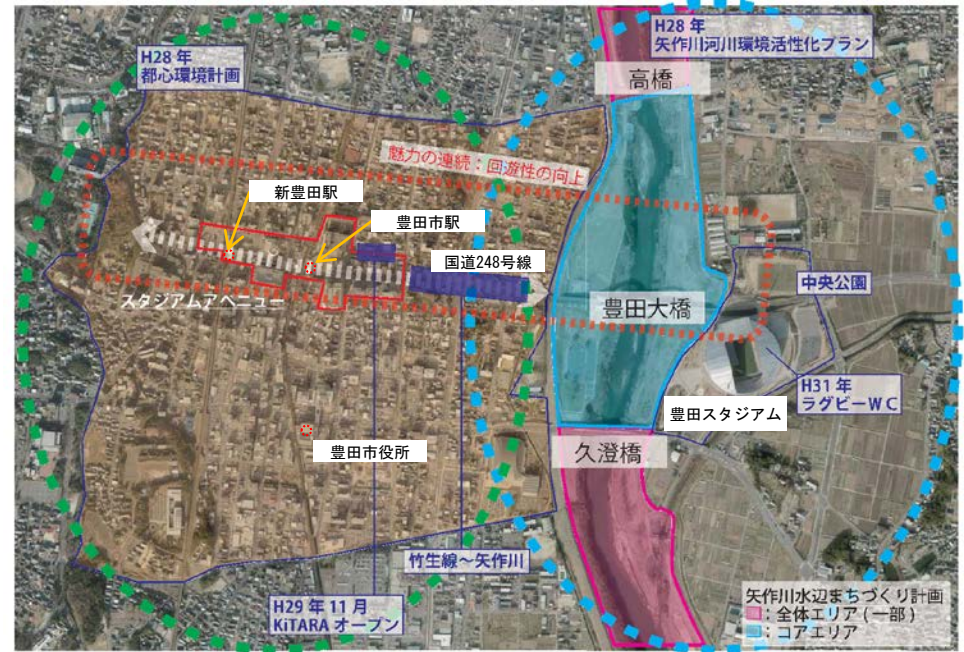 H28 年
都心環境計画
H28 年
矢作川河川環境活性化プラン
高橋
魅力の連続：回遊性の向上
新豊田駅
豊田市駅
国道248号線
スタジアムアベニュー
豊田大橋
中央公園
H31 年
ラグビーＷＣ
豊田スタジアム
豊田市役所
久澄橋
竹生線～矢作川
H29 年 11 月
KiTARA オープン
矢作川水辺まちづくり計画
：全体エリア ( 一部 )
：コアエリア